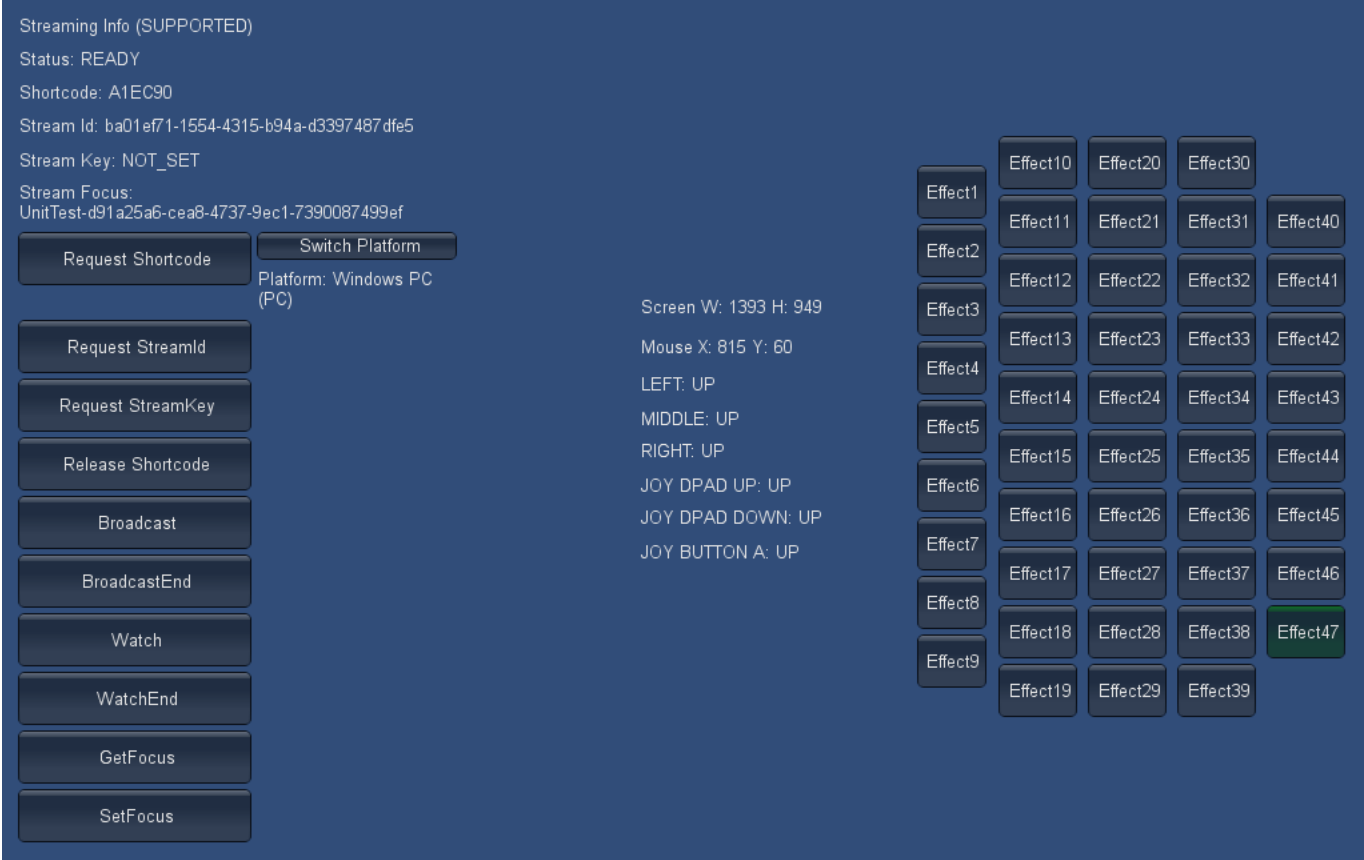 Streaming Info (SUPPORTED)
Status: READY
Shortcode: A1EC90
Stream Id: ba01ef71-1554-4315-b94a-d3397487dfe5
Stream Key: NOT_SET
Stream Focus:
UnitTest-d91a25a6-cea8-4737-9ec1-7390087499ef
Request Shortcode
Switch Platform
Platform: Windows PC
(PC)
Request StreamId
Request StreamKey
Release Shortcode
Broadcast
BroadcastEnd
Watch
WatchEnd
GetFocus
SetFocus
Screen W: 1393 H: 949
Mouse X: 815 Y: 60
LEFT: UP
MIDDLE: UP
RIGHT: UP
JOY DPAD UP: UP
JOY DPAD DOWN: UP
JOY BUTTON A: UP
Effect1
Effect2
Effect3
Effect4
Effect5
Effect6
Effect7
Effect8
Effect9
Effect10
Effect11
Effect12
Effect13
Effect14
Effect15
Effect16
Effect17
Effect18
Effect19
Effect20
Effect21
Effect22
Effect23
Effect24
Effect25
Effect26
Effect27
Effect28
Effect29
Effect30
Effect31
Effect32
Effect33
Effect34
Effect35
Effect36
Effect37
Effect38
Effect39
Effect40
Effect41
Effect42
Effect43
Effect44
Effect45
Effect46
Effect47